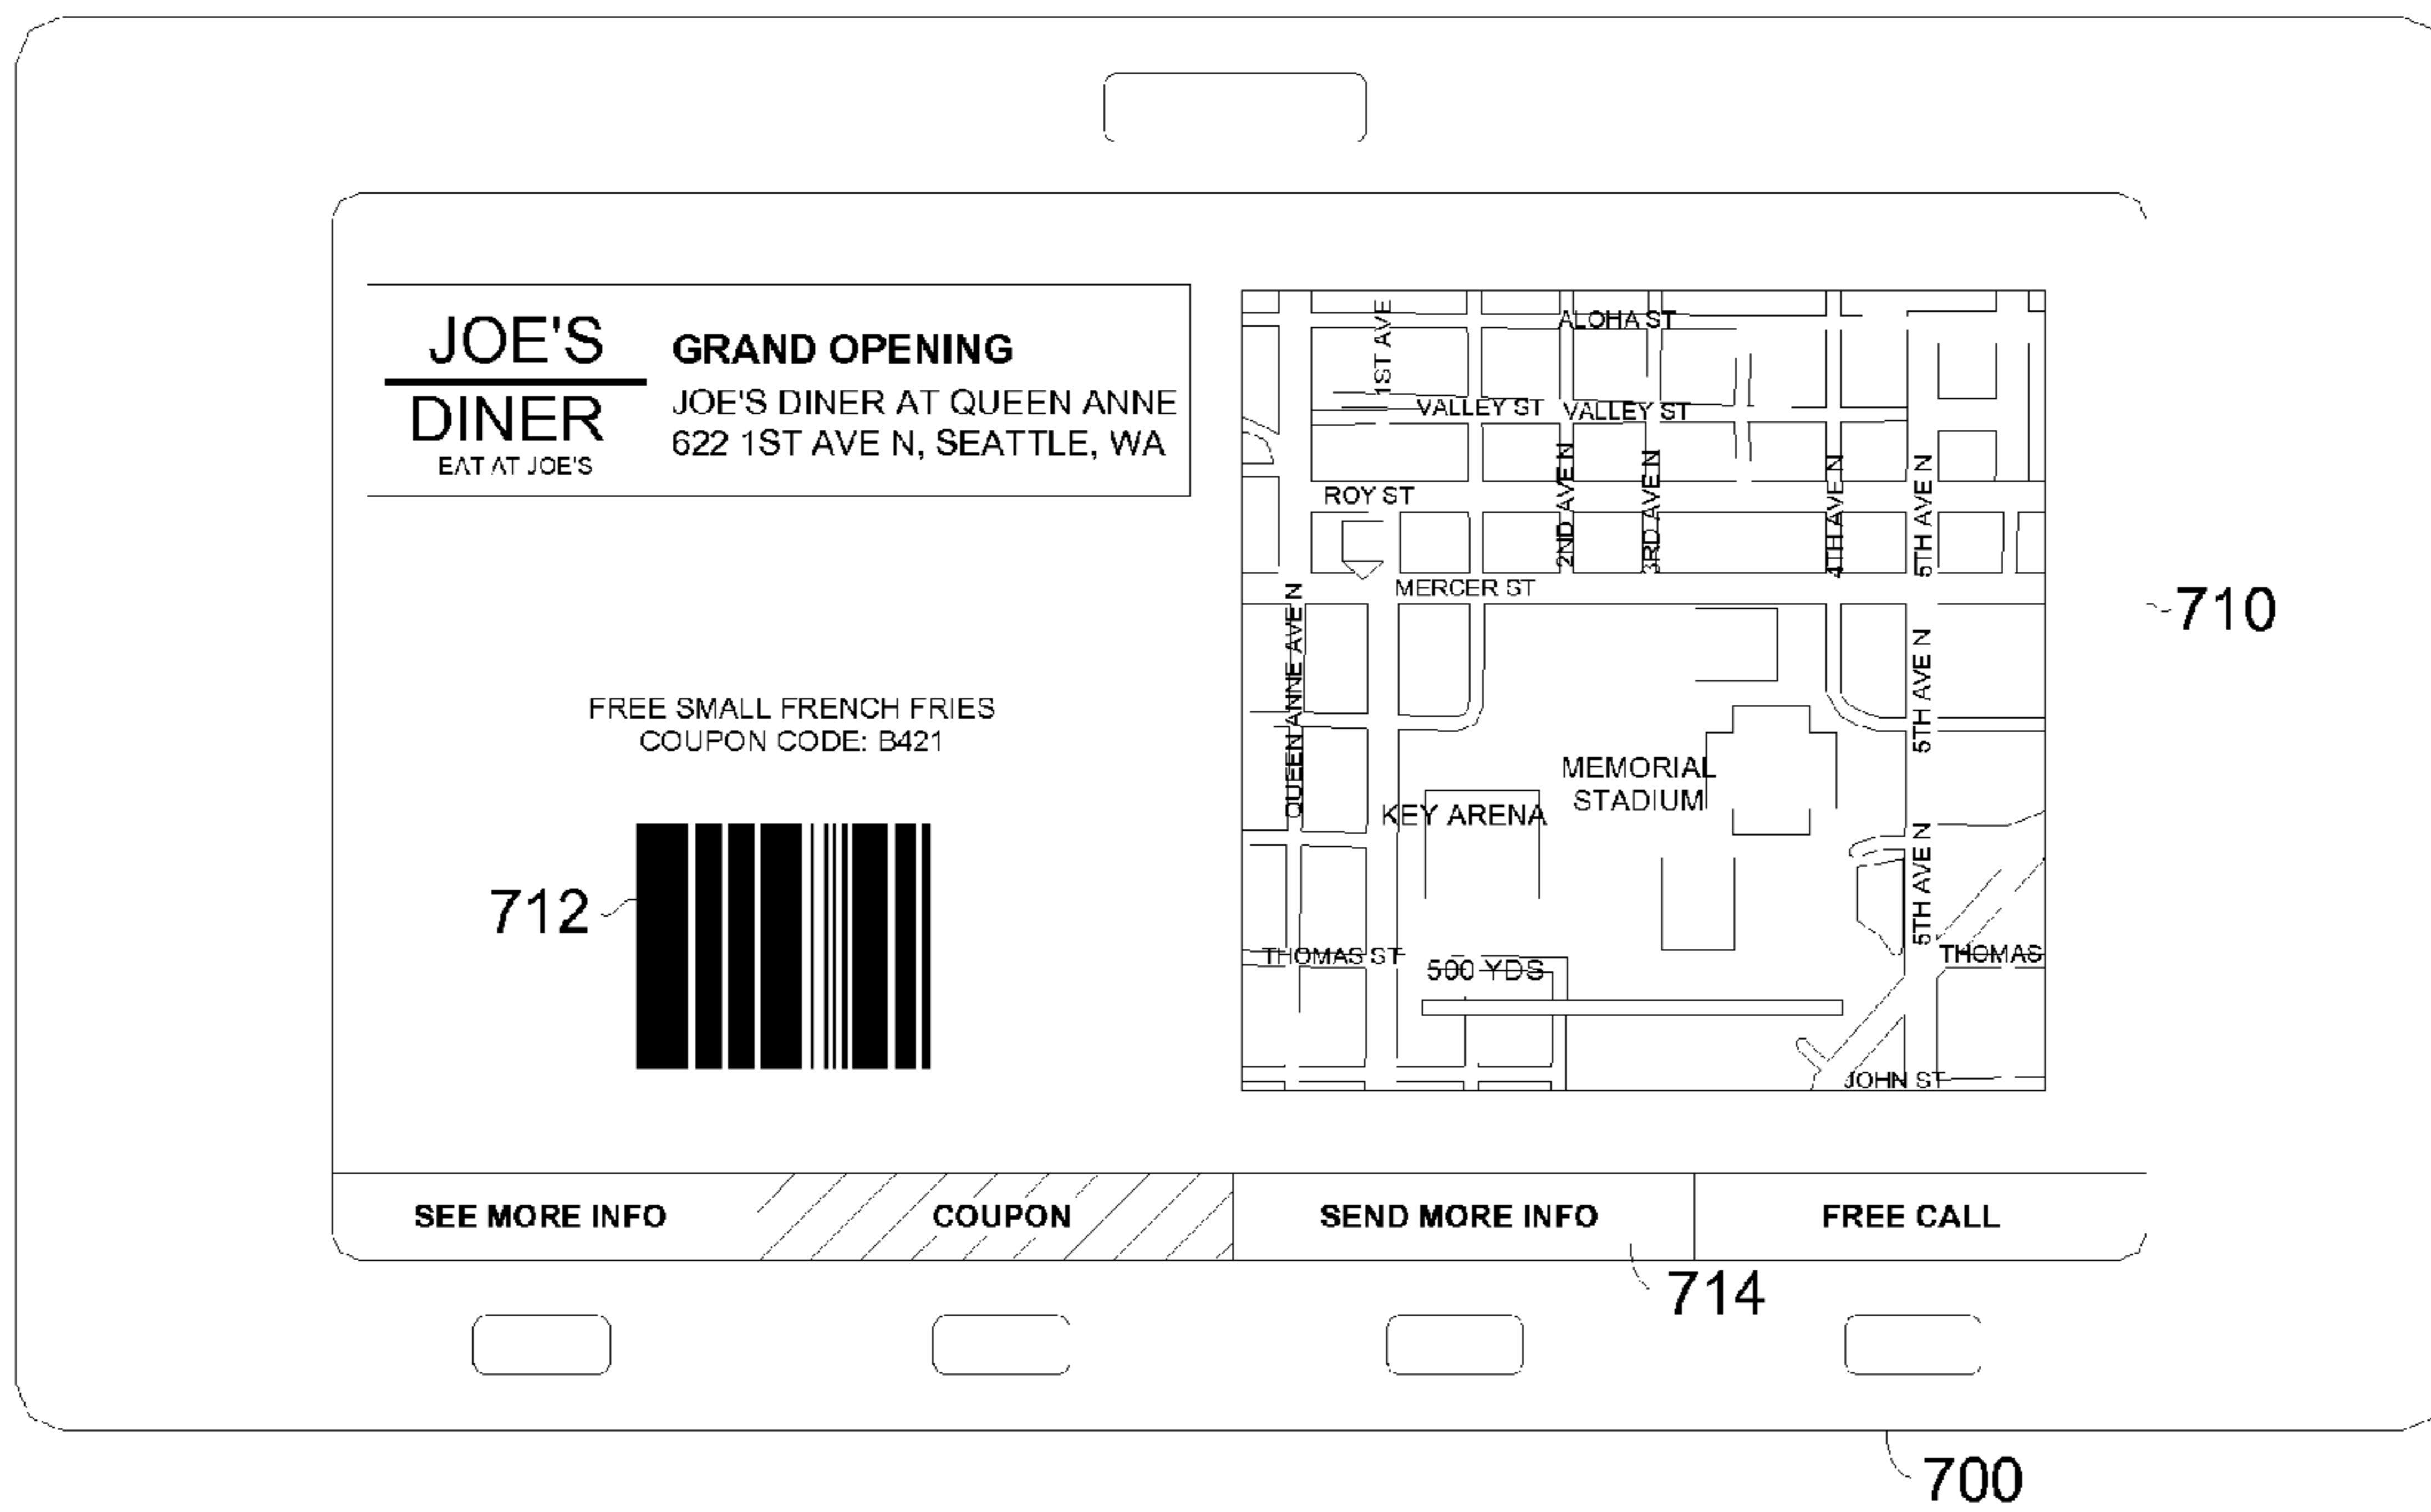 JOE'S
DINER
EAT AT JOE'S
GRAND OPENING
JOE'S DINER AT QUEEN ANNE
622 1ST AVE N, SEATTLE, WA
FREE SMALL FRENCH FRIES
COUPON CODE: B421
712
1ST AVE
ALOHA ST
VALLEY ST
VALLEY ST
ROY ST
2ND AVE N
3RD AVE N
4TH AVE N
5TH AVE N
MERCER ST
QUEEN ANNE AVE N
5TH AVE N
MEMORIAL
STADIUM
KEY ARENA
5TH AVE N
THOMAS ST
500 YDS
THOMAS
JOHN ST
710
SEE MORE INFO
COUPON
SEND MORE INFO
FREE CALL
714
700